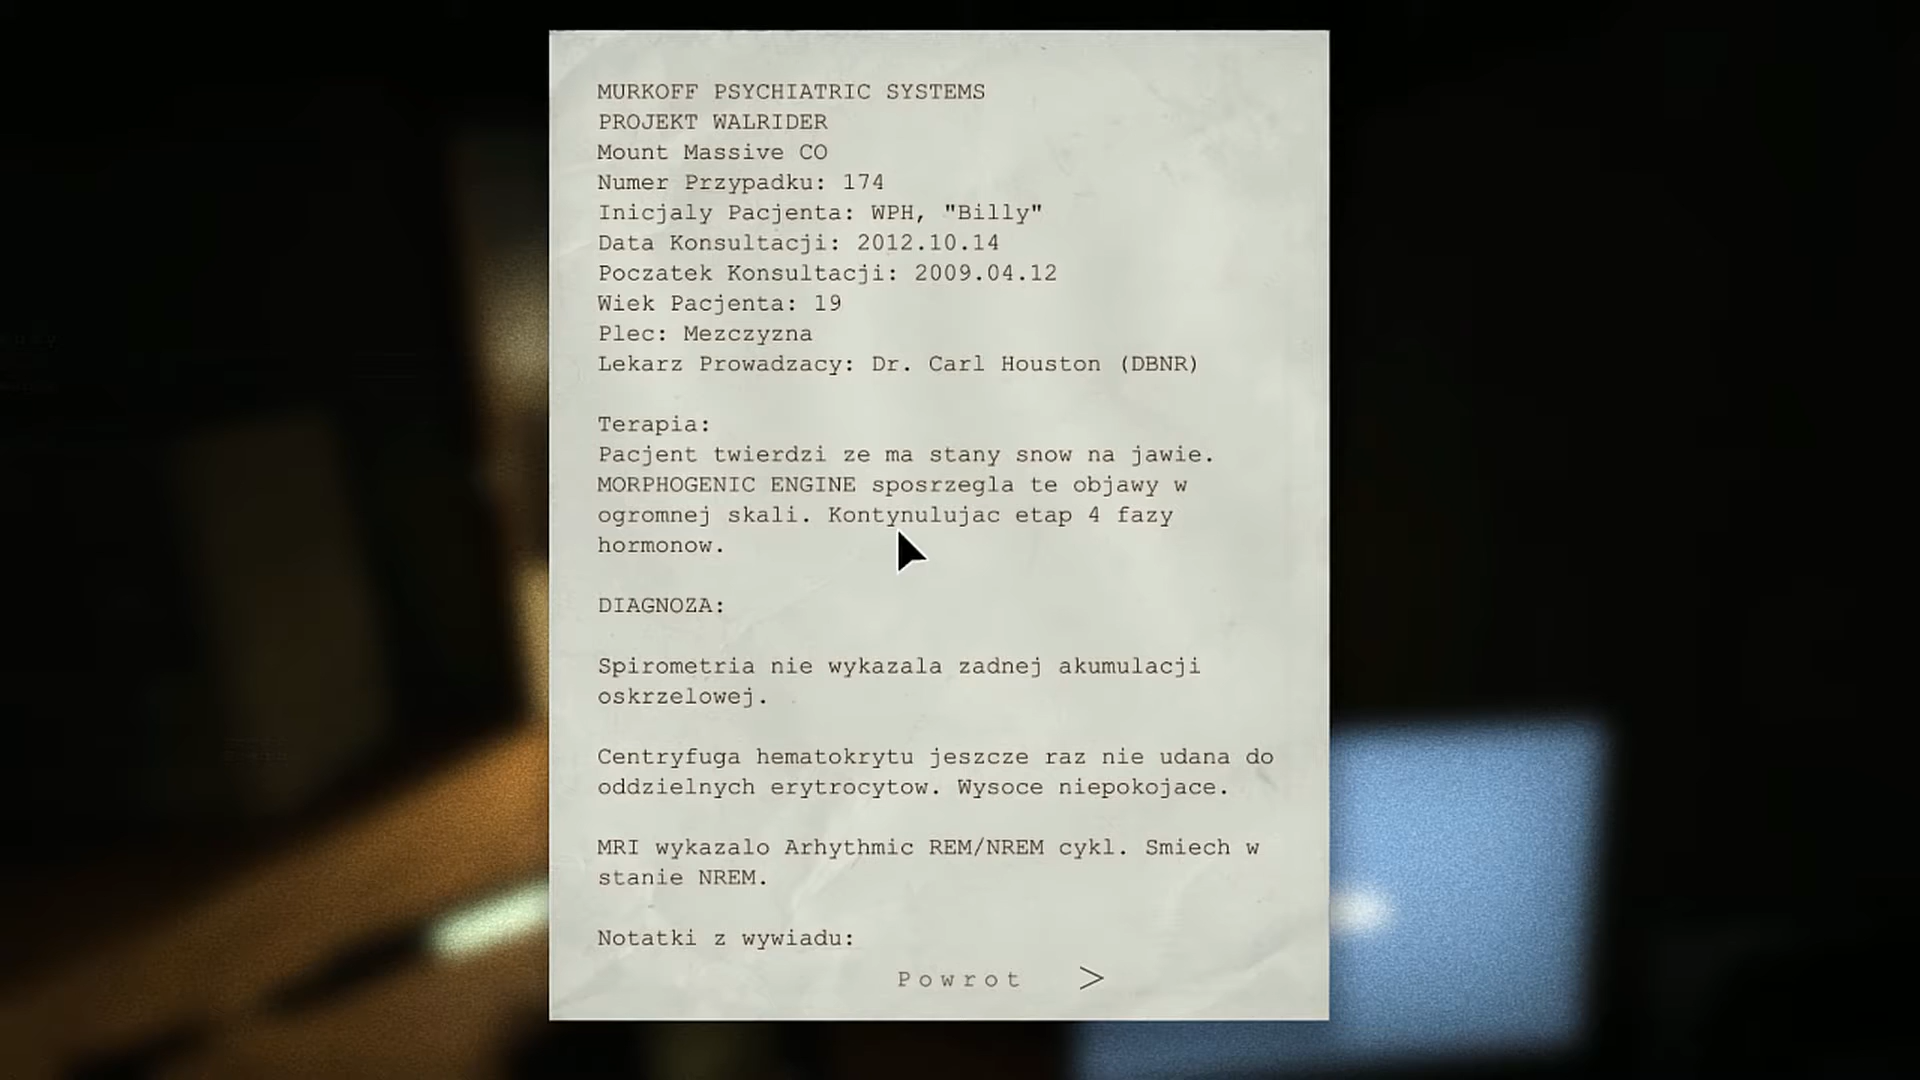 MURKOFF PSYCHIATRIC SYSTEMS
PROJEKT WALRIDER
Mount Massive CO
Numer Przypadku: 174
Inicjaly Pacjenta: WPH, "Billy"
Data Konsultacji: 2012.10.14
Poczatek Konsultacji: 2009.04.12
Wiek Pacjenta: 19
Plec: Mezczyzna
Lekarz Prowadzacy: Dr. Carl Houston (DBNR)
Terapia:
Pacjent twierdzi ze ma stany snow na jawie.
MORPHOGENIC ENGINE sposrzegla te objawy w
ogromnej skali. Kontynulujac etap 4 fazy
hormonow.
DIAGNOZA:
Spirometria nie wykazala zadnej akumulacji
oskrzelowej.
Centryfuga hematokrytu jeszcze raz nie udana do
oddzielnych erytrocytow. Wysoce niepokojace.
MRI wykazalo Arhythmic REM/NREM cykl. Smiech w
stanie NREM.
Notatki z wywiadu:
Powrot >